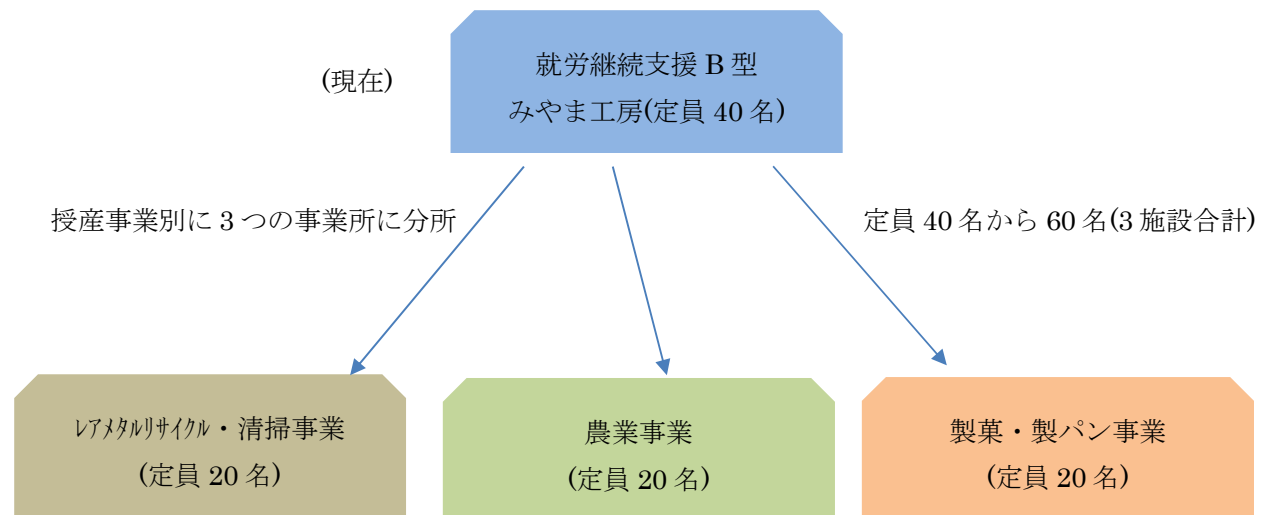 (現在)
就労継続支援 B 型
みやま工房(定員 40 名)
授産事業別に 3 つの事業所に分所
定員 40 名から 60 名(3 施設合計)
ﾚｱﾒﾀﾙﾘｻｲｸﾙ・清掃事業
(定員 20 名)
農業事業
(定員 20 名)
製菓・製パン事業
(定員 20 名)